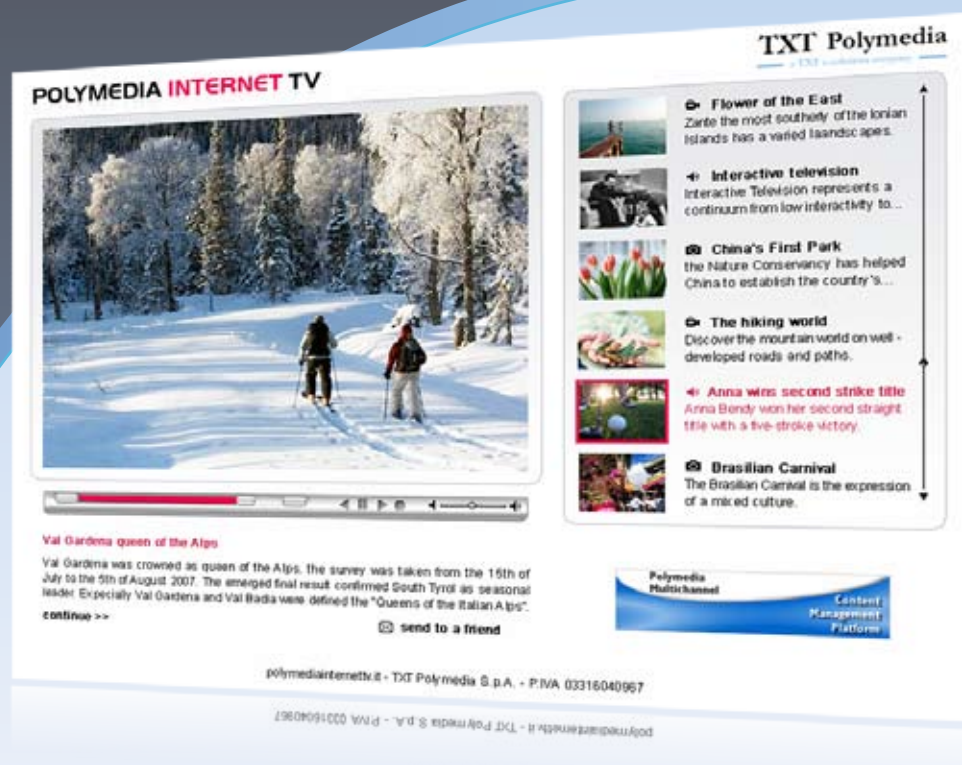 TXT Polymedia
POLYMEDIA INTERNET TV
Flower of the East
Zante the most southerly of the Ionian
Islands has a varied laandscapes.
Interactive television
Interactive Television represents a
continuum from low interactivity to...
China's First Park
the Nature Conservancy has helped
China to establish the country's...
The hiking world
Discover the mountain world on well -
developed roads and paths.
Anna wins second strike title
Anna Bendy won her second straight
title with a five-stroke victory.
Brasilian Carnival
The Brasilian Carnival is the expression
of a mixed culture.
Val Gardena queen of the Alps
Val Gardena was crowned as queen of the Alps, the survey was taken from the 15th of
July to the 5th of August 2007. The emerged final result confirmed South Tyrol as seasonal
leader. Expecially Val Gardena and Val Badia were defined the "Queens of the Italian Alps".
continue >>
send to a friend
Polymedia
Multichannel
Content
Management
Platform
polymediainternettv.it - TXT Polymedia S.p.A. - P.IVA 03316040967